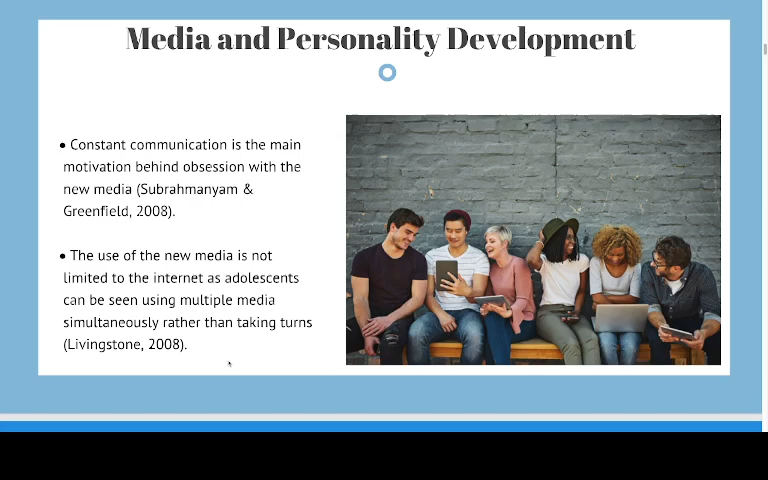 Media and Personality Development
• Constant communication is the main
motivation behind obsession with the
new media (Subrahmanyam &
Greenfield, 2008).
• The use of the new media is not
limited to the internet as adolescents
can be seen using multiple media
simultaneously rather than taking turns
(Livingstone, 2008).